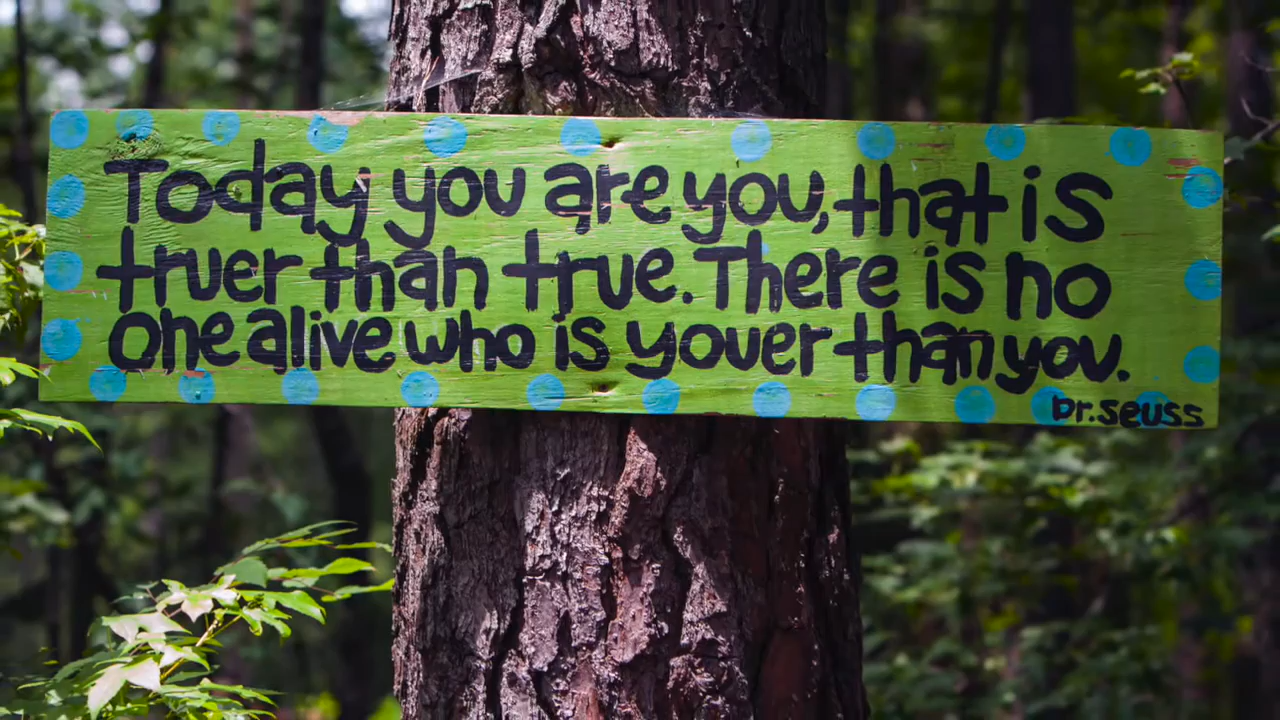 Today you are you, that is
truer than true. There is no
one alive who is youer than you.
Dr. Seuss